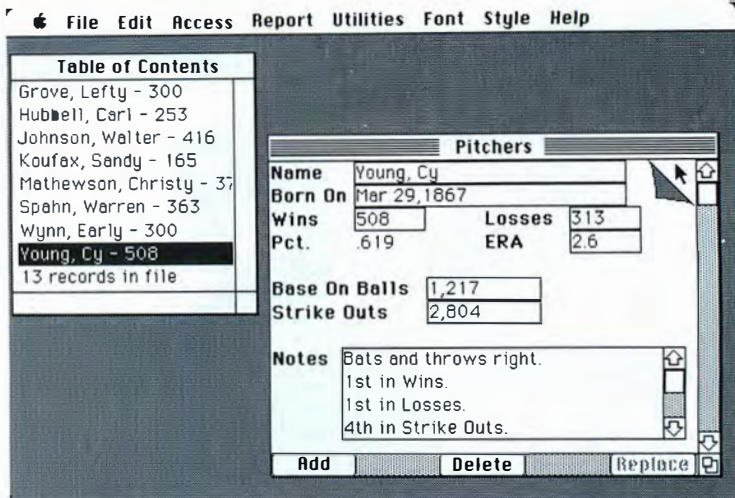 File Edit Access Report Utilities Font Style Help
Table of Contents
Grove, Lefty - 300
Hubbell, Carl - 253
Johnson, Walter - 416
Koufax, Sandy - 165
Mathewson, Christy - 37
Spahn, Warren - 363
Wynn, Early - 300
Young, Cy - 508
13 records in file
Pitchers
Name Young, Cy
Born On Mar 29,1867
Wins 508 Losses 313
Pct. .619 ERA 2.6
Base On Balls 1,217
Strike Outs 2,804
Notes Bats and throws right.
1st in Wins.
1st in Losses.
4th in Strike Outs.
Add Delete Replace